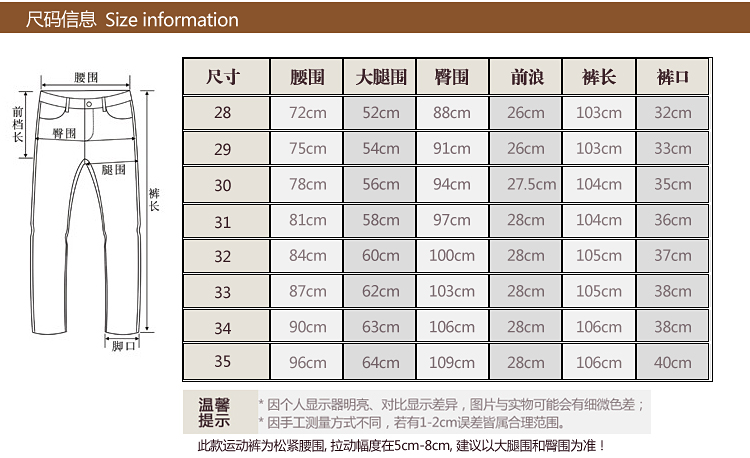 尺码信息 Size information
腰围
前档长
臀围
腿围
裤长
脚口
尺寸 腰围 大腿围 臀围 前浪 裤长 裤口
28 72cm 52cm 88cm 26cm 103cm 32cm
29 75cm 54cm 91cm 26cm 103cm 33cm
30 78cm 56cm 94cm 27.5cm 104cm 35cm
31 81cm 58cm 97cm 28cm 104cm 36cm
32 84cm 60cm 100cm 28cm 105cm 37cm
33 87cm 62cm 103cm 28cm 105cm 38cm
34 90cm 63cm 106cm 28cm 106cm 38cm
35 96cm 64cm 109cm 28cm 106cm 40cm
温馨提示
* 因个人显示器明亮、对比显示差异，图片与实物可能会有细微色差；
* 因手工测量方式不同，若有1-2cm误差皆属合理范围。
此款运动裤为松紧腰围, 拉动幅度在5cm-8cm, 建议以大腿围和臀围为准！